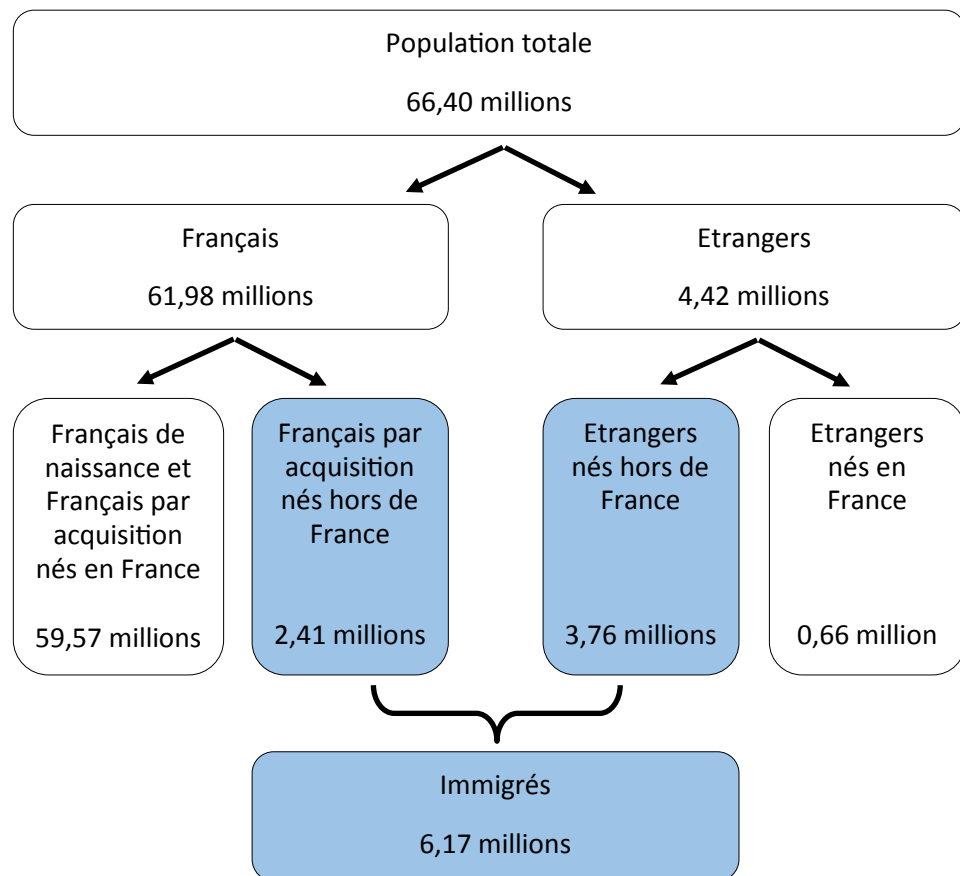 Population totale
66,40 millions
Français
61,98 millions
Etrangers
4,42 millions
Français de
naissance et
Français par
acquisition
nés en France
59,57 millions
Français par
acquisition
nés hors de
France
2,41 millions
Etrangers
nés hors de
France
3,76 millions
Etrangers
nés en
France
0,66 million
Immigrés
6,17 millions